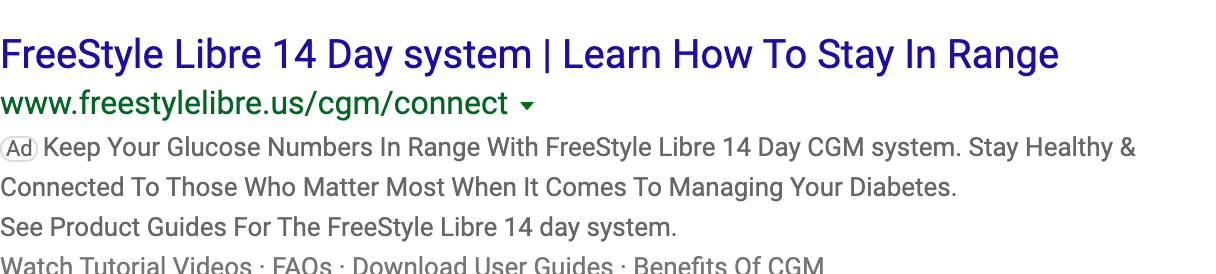 FreeStyle Libre 14 Day system | Learn How To Stay In Range
www.freestylelibre.us/cgm/connect
Ad Keep Your Glucose Numbers In Range With FreeStyle Libre 14 Day CGM system. Stay Healthy &
Connected To Those Who Matter Most When It Comes To Managing Your Diabetes.
See Product Guides For The FreeStyle Libre 14 day system.
Watch Tutorial Videos · FAQs · Download User Guides · Benefits Of CGM